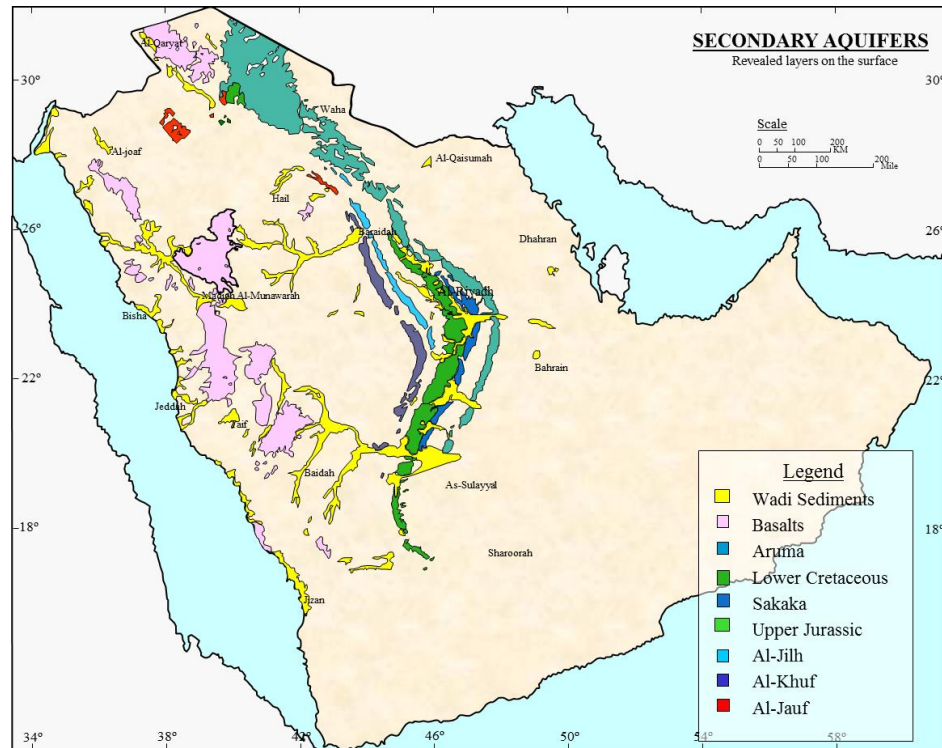 SECONDARY AQUIFERS
Revealed layers on the surface
Al-Qaryat
30°
30°
Waha
Scale
0 50 100 200
KM
0 50 100 200
Mile
Al-joaf
Al-Qaisumah
Hail
26°
Baraidah
Dhahran
26°
Madinh Al-Munawarah
Al-Riyadh
Bisha
Bahrain
22°
22°
Jeddah
Taif
Baidah
As-Sulayyal
Legend
Wadi Sediments
Basalts
18°
18°
Aruma
Sharoorah
Lower Cretaceous
Jizan
Sakaka
Upper Jurassic
Al-Jilh
Al-Khuf
Al-Jauf
34° 38° 42° 46° 50° 54° 58°